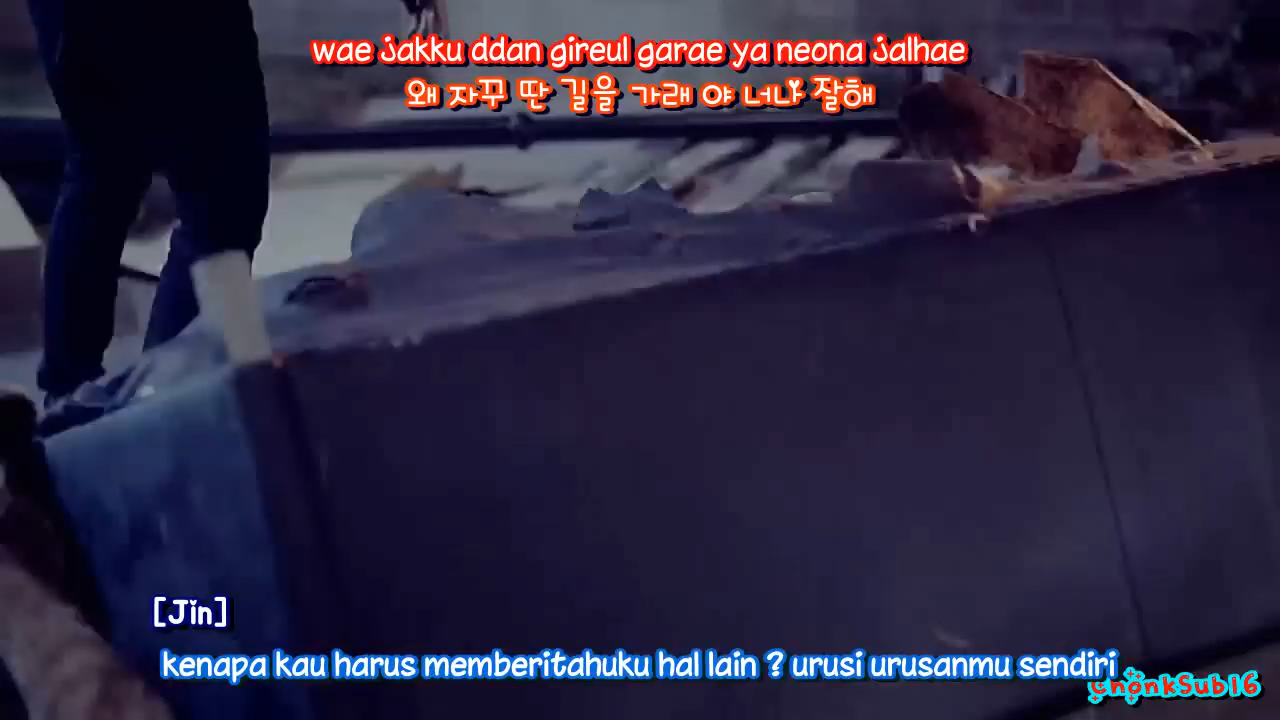 wae jakku ddan gireul garae ya neona jalhae
왜 자꾸 딴 길을 가래 야 너나 잘해
[Jin]
kenapa kau harus memberitahuku hal lain ? urusi urusanmu sendiri
ChonkSub16